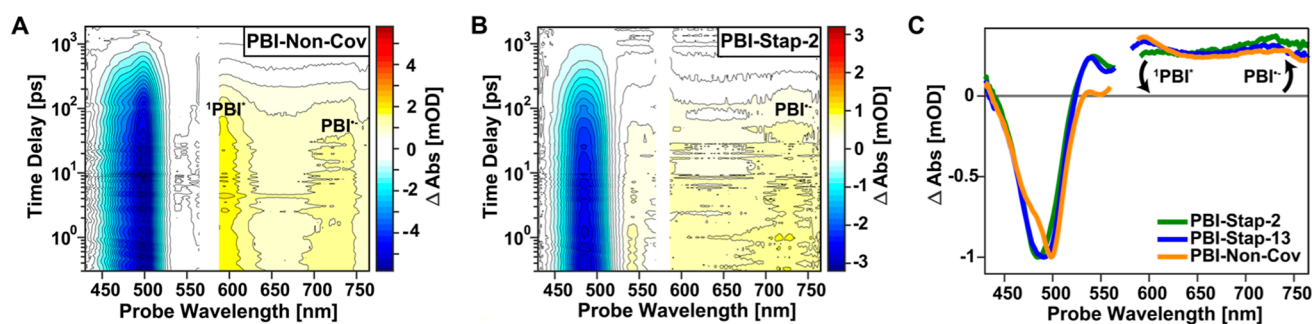 A
PBI-Non-Cov
10³
10²
10¹
10⁰
Time Delay [ps]
¹PBI*
PBI•-
450 500 550 600 650 700 750
Probe Wavelength [nm]
6
4
2
0
-2
-4
Δ Abs [mOD]
B
PBI-Stap-2
10³
10²
10¹
10⁰
Time Delay [ps]
PBI•-
450 500 550 600 650 700 750
Probe Wavelength [nm]
3
2
1
0
-1
-2
-3
Δ Abs [mOD]
C
0
-0.5
-1
Δ Abs [mOD]
¹PBI*
PBI•-
PBI-Stap-2
PBI-Stap-13
PBI-Non-Cov
450 500 550 600 650 700 750
Probe Wavelength [nm]